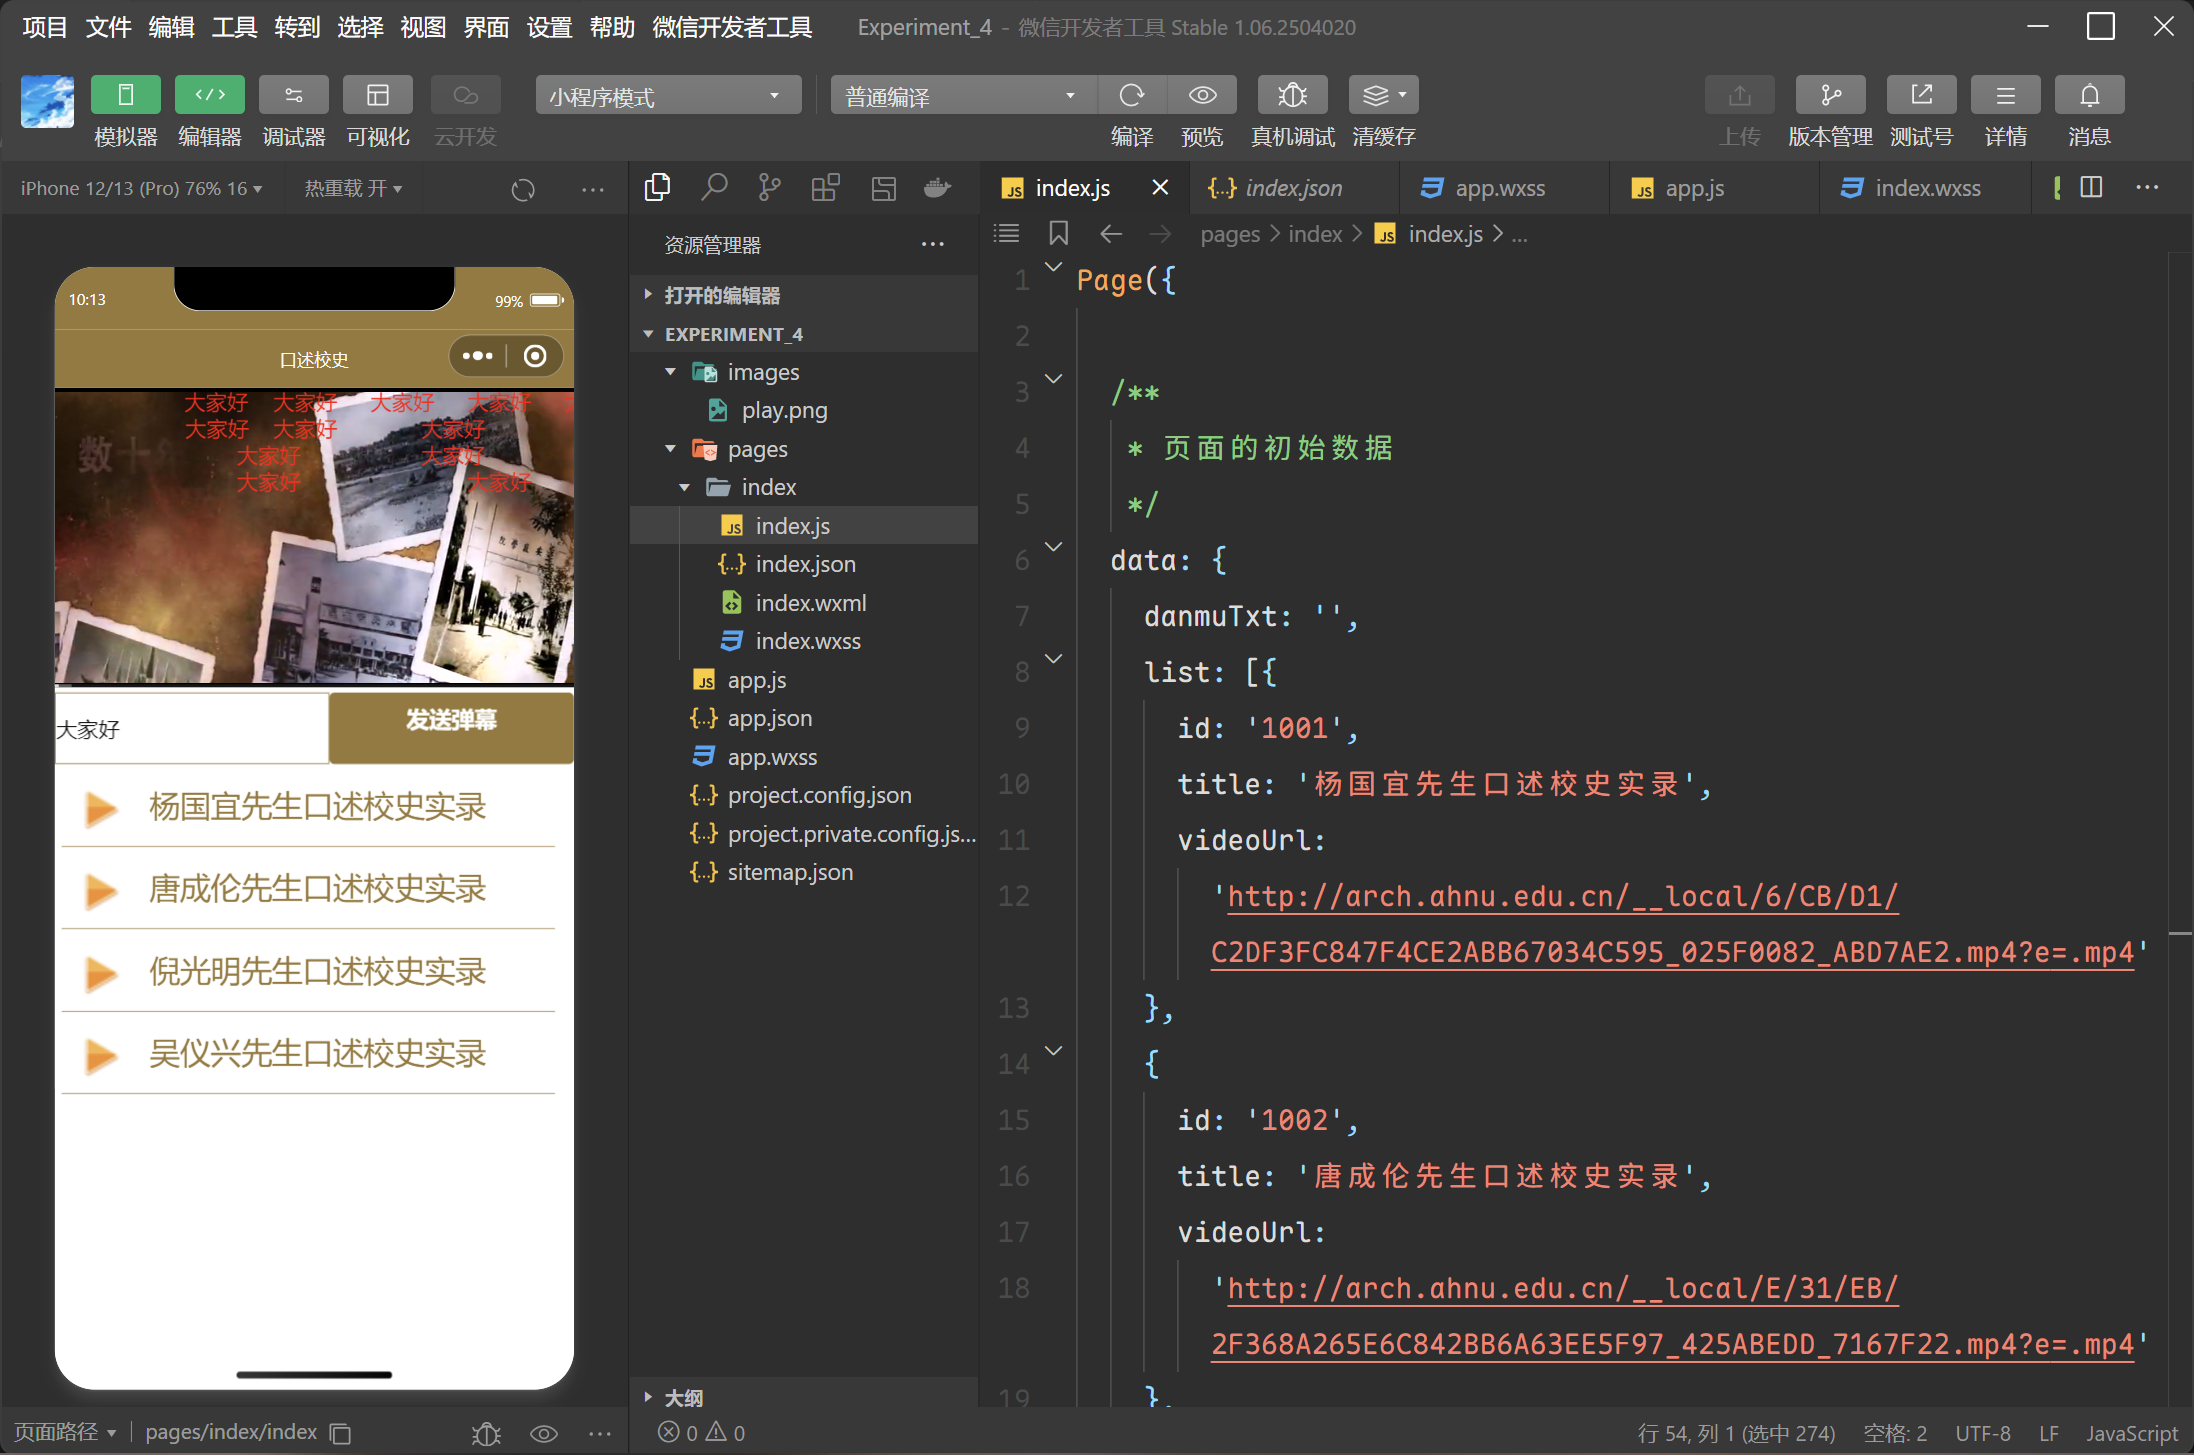 项目 文件 编辑 工具 转到 选择 视图 界面 设置 帮助 微信开发者工具 Experiment_4 - 微信开发者工具 Stable 1.06.2504020
小程序模式 普通编译
模拟器 编辑器 调试器 可视化 云开发 编译 预览 真机调试 清缓存 上传 版本管理 测试号 详情 消息
iPhone 12/13 (Pro) 76% 16 热重载 开
10:13
99%
口述校史
数十
大家好 大家好 大家好 大家好
大家好 大家好 大家好
大家好 大家好
大家好 大家好
大家好
发送弹幕
杨国宜先生口述校史实录
唐成伦先生口述校史实录
倪光明先生口述校史实录
吴仪兴先生口述校史实录
页面路径 pages/index/index
资源管理器
打开的编辑器
EXPERIMENT_4
images
play.png
pages
index
index.js
index.json
index.wxml
index.wxss
app.js
app.json
app.wxss
project.config.json
project.private.config.js...
sitemap.json
大纲
0 0
index.js index.json app.wxss app.js index.wxss
pages > index > index.js > ...
1 Page({
2
3 /**
4 * 页面的初始数据
5 */
6 data: {
7 danmuTxt: '',
8 list: [{
9 id: '1001',
10 title: '杨国宜先生口述校史实录',
11 videoUrl:
12 'http://arch.ahnu.edu.cn/__local/6/CB/D1/
C2DF3FC847F4CE2ABB67034C595_025F0082_ABD7AE2.mp4?e=.mp4'
13 },
14 {
15 id: '1002',
16 title: '唐成伦先生口述校史实录',
17 videoUrl:
18 'http://arch.ahnu.edu.cn/__local/E/31/EB/
2F368A265E6C842BB6A63EE5F97_425ABEDD_7167F22.mp4?e=.mp4'
19 },
行 54, 列 1 (选中 274) 空格: 2 UTF-8 LF JavaScript